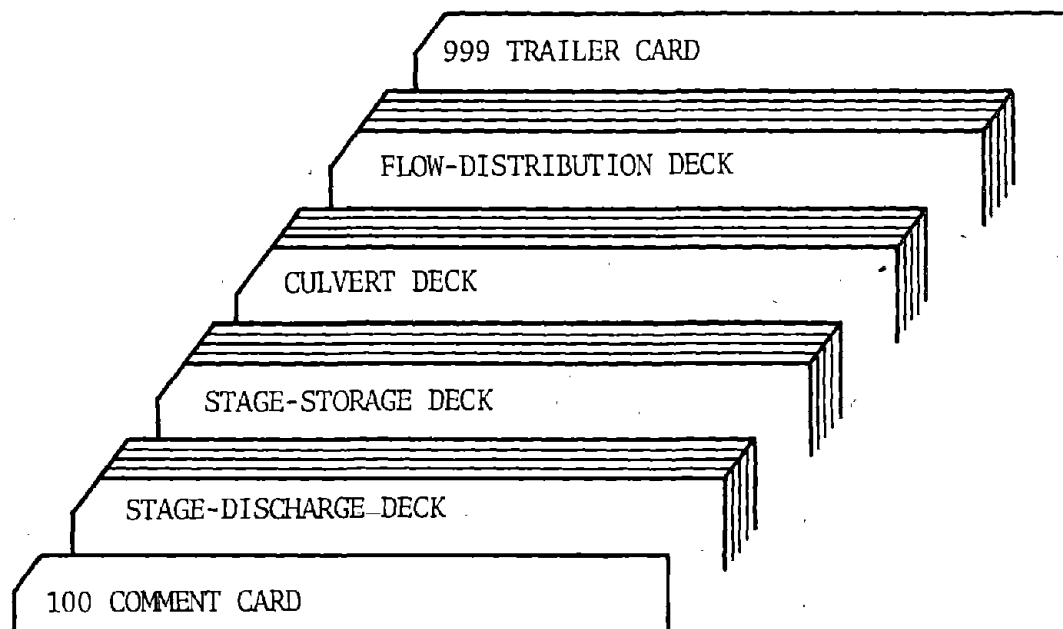 999 TRAILER CARD
FLOW-DISTRIBUTION DECK
CULVERT DECK
STAGE-STORAGE DECK
STAGE-DISCHARGE DECK
100 COMMENT CARD